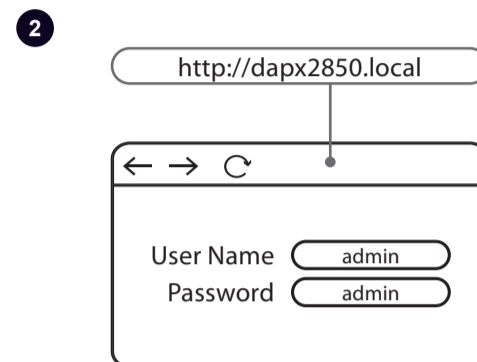 2
http://dapx2850.local
User Name admin
Password admin